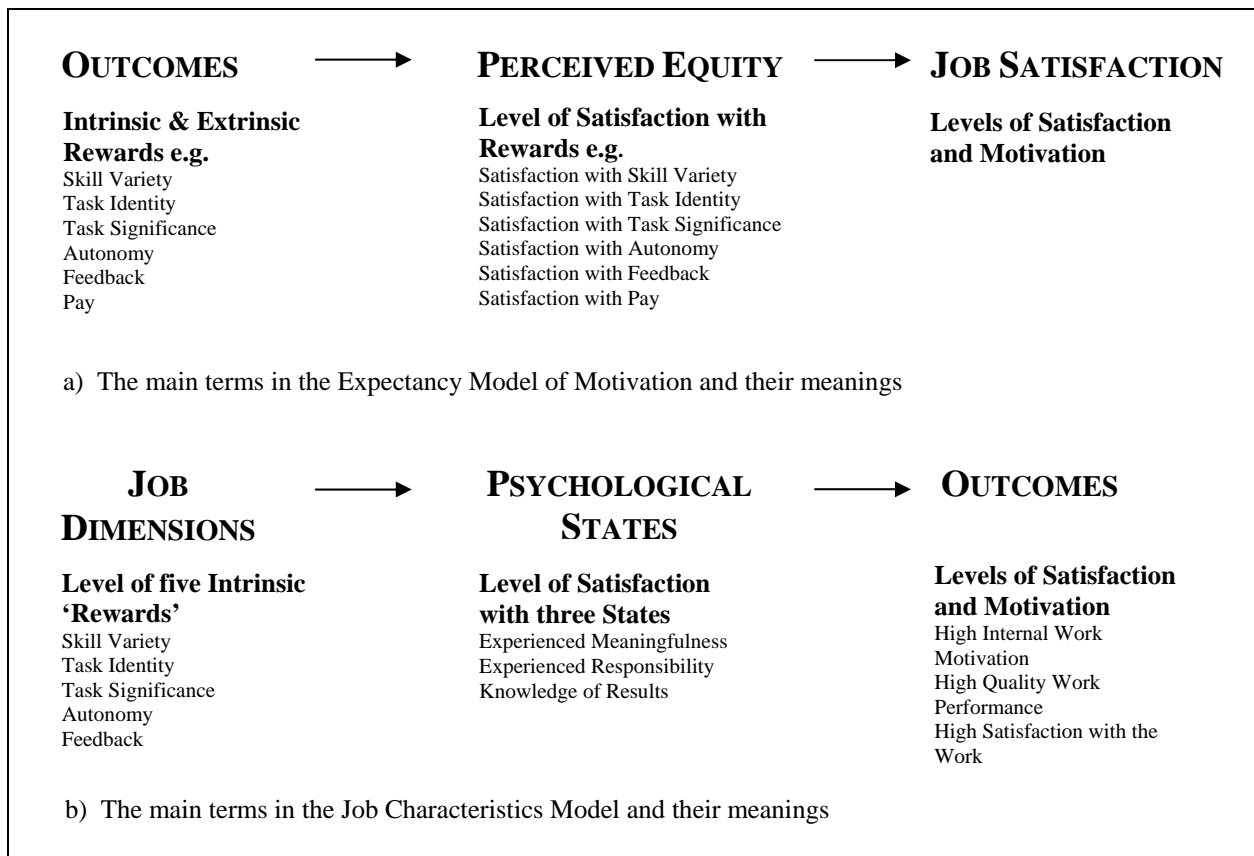 OUTCOMES
PERCEIVED EQUITY
JOB SATISFACTION
Intrinsic & Extrinsic
Rewards e.g.
Skill Variety
Task Identity
Task Significance
Autonomy
Feedback
Pay
Level of Satisfaction with
Rewards e.g.
Satisfaction with Skill Variety
Satisfaction with Task Identity
Satisfaction with Task Significance
Satisfaction with Autonomy
Satisfaction with Feedback
Satisfaction with Pay
Levels of Satisfaction
and Motivation
a) The main terms in the Expectancy Model of Motivation and their meanings
JOB
DIMENSIONS
PSYCHOLOGICAL
STATES
OUTCOMES
Level of five Intrinsic
‘Rewards’
Skill Variety
Task Identity
Task Significance
Autonomy
Feedback
Level of Satisfaction
with three States
Experienced Meaningfulness
Experienced Responsibility
Knowledge of Results
Levels of Satisfaction
and Motivation
High Internal Work
Motivation
High Quality Work
Performance
High Satisfaction with the
Work
b) The main terms in the Job Characteristics Model and their meanings